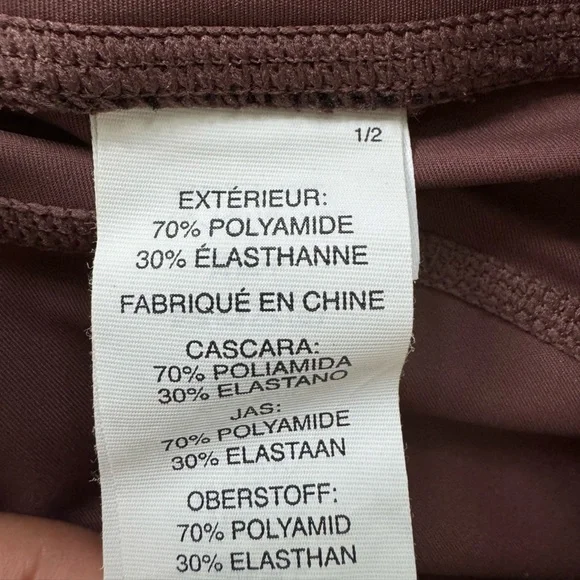 1/2
EXTÉRIEUR:
70% POLYAMIDE
30% ÉLASTHANNE
FABRIQUÉ EN CHINE
CASCARA:
70% POLIAMIDA
30% ELASTANO
JAS:
70% POLYAMIDE
30% ELASTAAN
OBERSTOFF:
70% POLYAMID
30% ELASTHAN